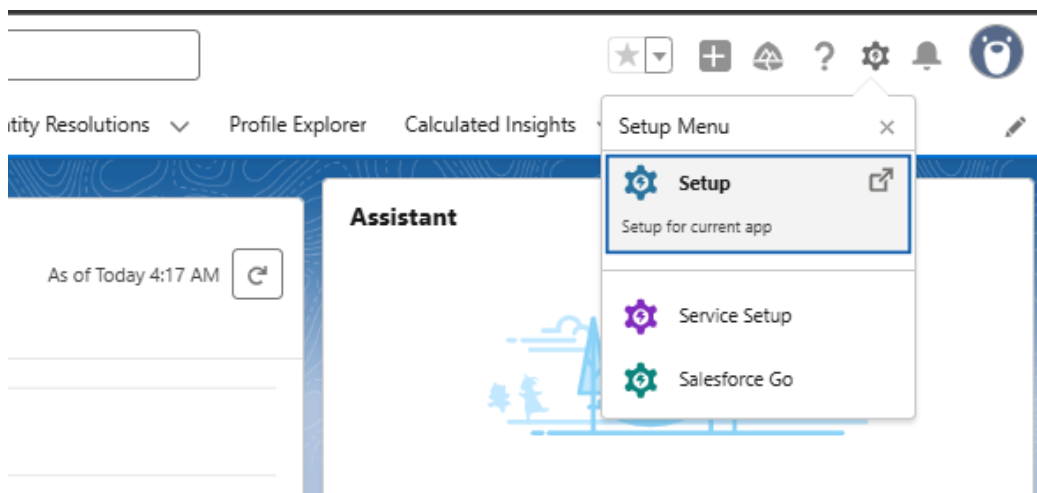 ?
Resolutions
Profile Explorer
Calculated Insights
Setup Menu
Setup
Setup for current app
Assistant
As of Today 4:17 AM
Service Setup
Salesforce Go